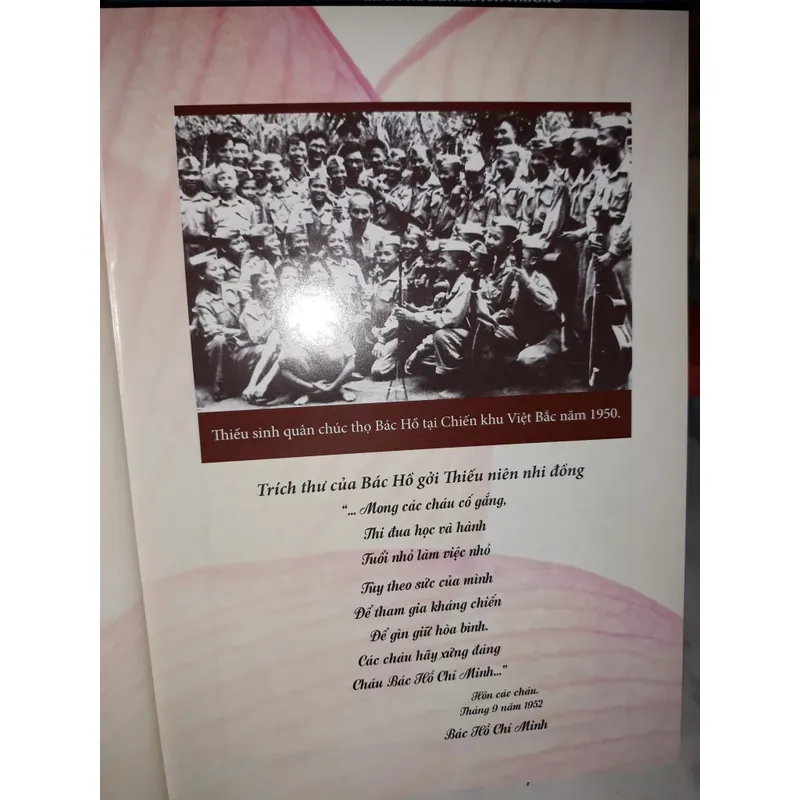 Thiếu sinh quân chúc thọ Bác Hồ tại Chiến khu Việt Bắc năm 1950.
Trích thư của Bác Hồ gởi Thiếu niên nhi đồng
“... Mong các cháu cố gắng,
Thi đua học và hành
Tuổi nhỏ làm việc nhỏ
Tùy theo sức của mình
Để tham gia kháng chiến
Để gìn giữ hòa bình.
Các cháu hãy xứng đáng
Cháu Bác Hồ Chí Minh...”
Hôn các cháu.
Tháng 9 năm 1952
Bác Hồ Chí Minh